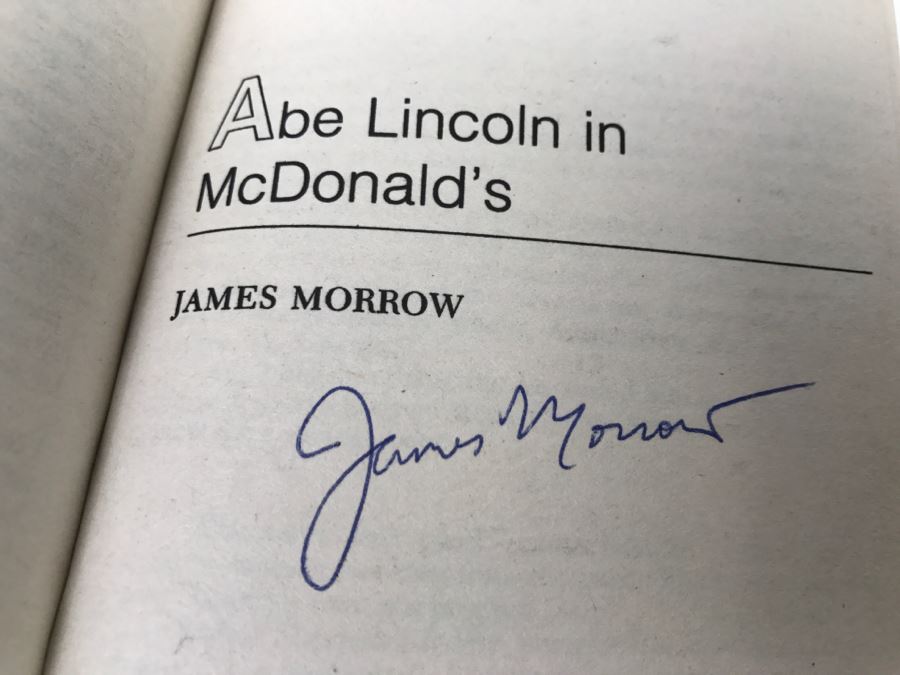 Abe Lincoln in
McDonald's
JAMES MORROW
James Morrow